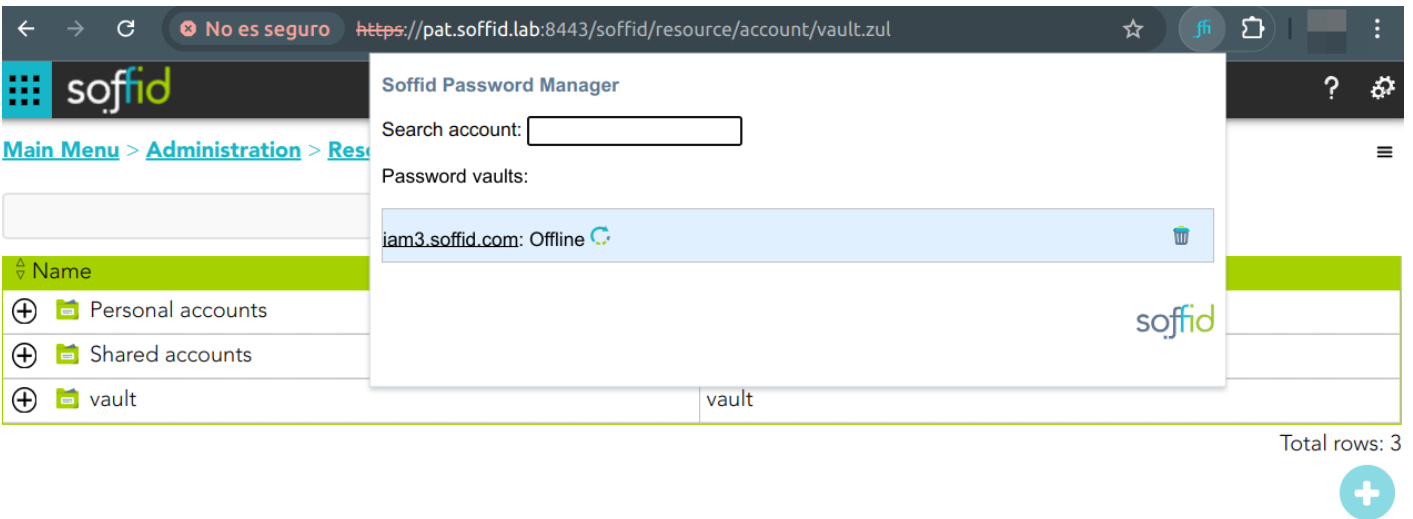 No es seguro https://pat.soffid.lab:8443/soffid/resource/account/vault.zul ffi
soffid
?
Main Menu > Administration > Reso
Soffid Password Manager
Search account:
Password vaults:
iam3.soffid.com: Offline
soffid
Name
Personal accounts
Shared accounts
vault vault
Total rows: 3